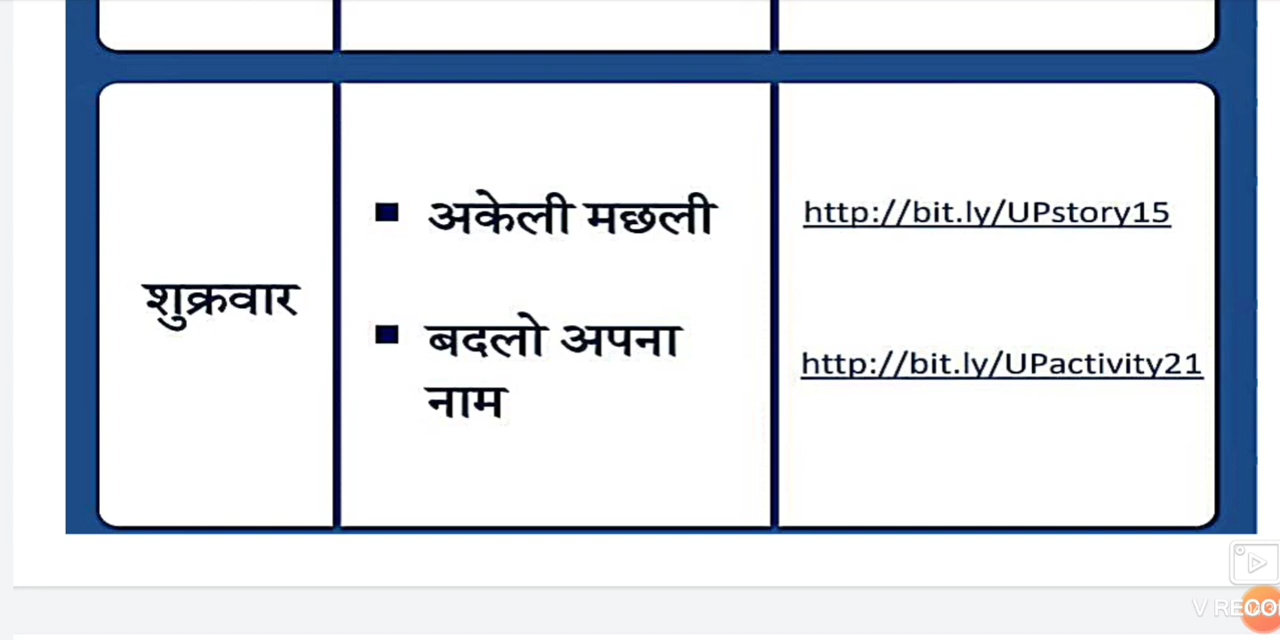 शुक्रवार
■ अकेली मछली
http://bit.ly/UPstory15
■ बदलो अपना
नाम
http://bit.ly/UPactivity21